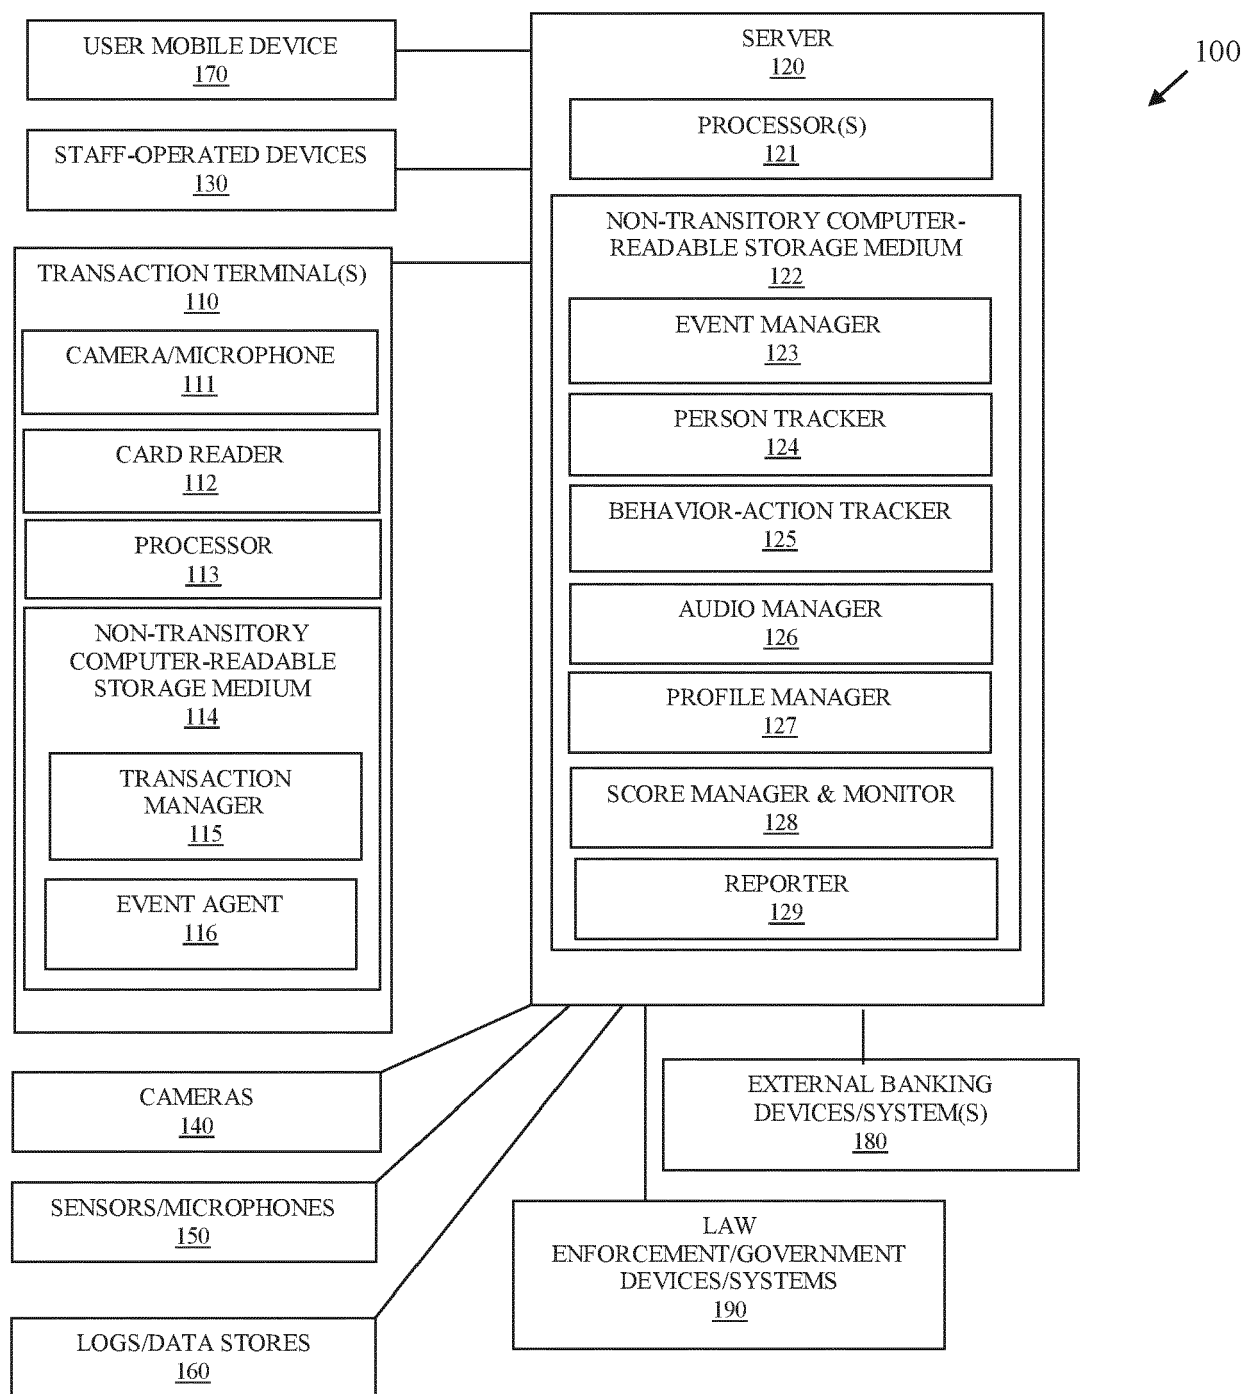 100
USER MOBILE DEVICE
170
STAFF-OPERATED DEVICES
130
TRANSACTION TERMINAL(S)
110
CAMERA/MICROPHONE
111
CARD READER
112
PROCESSOR
113
NON-TRANSITORY
COMPUTER-READABLE
STORAGE MEDIUM
114
TRANSACTION
MANAGER
115
EVENT AGENT
116
SERVER
120
PROCESSOR(S)
121
NON-TRANSITORY COMPUTER-
READABLE STORAGE MEDIUM
122
EVENT MANAGER
123
PERSON TRACKER
124
BEHAVIOR-ACTION TRACKER
125
AUDIO MANAGER
126
PROFILE MANAGER
127
SCORE MANAGER & MONITOR
128
REPORTER
129
CAMERAS
140
SENSORS/MICROPHONES
150
LOGS/DATA STORES
160
EXTERNAL BANKING
DEVICES/SYSTEM(S)
180
LAW
ENFORCEMENT/GOVERNMENT
DEVICES/SYSTEMS
190